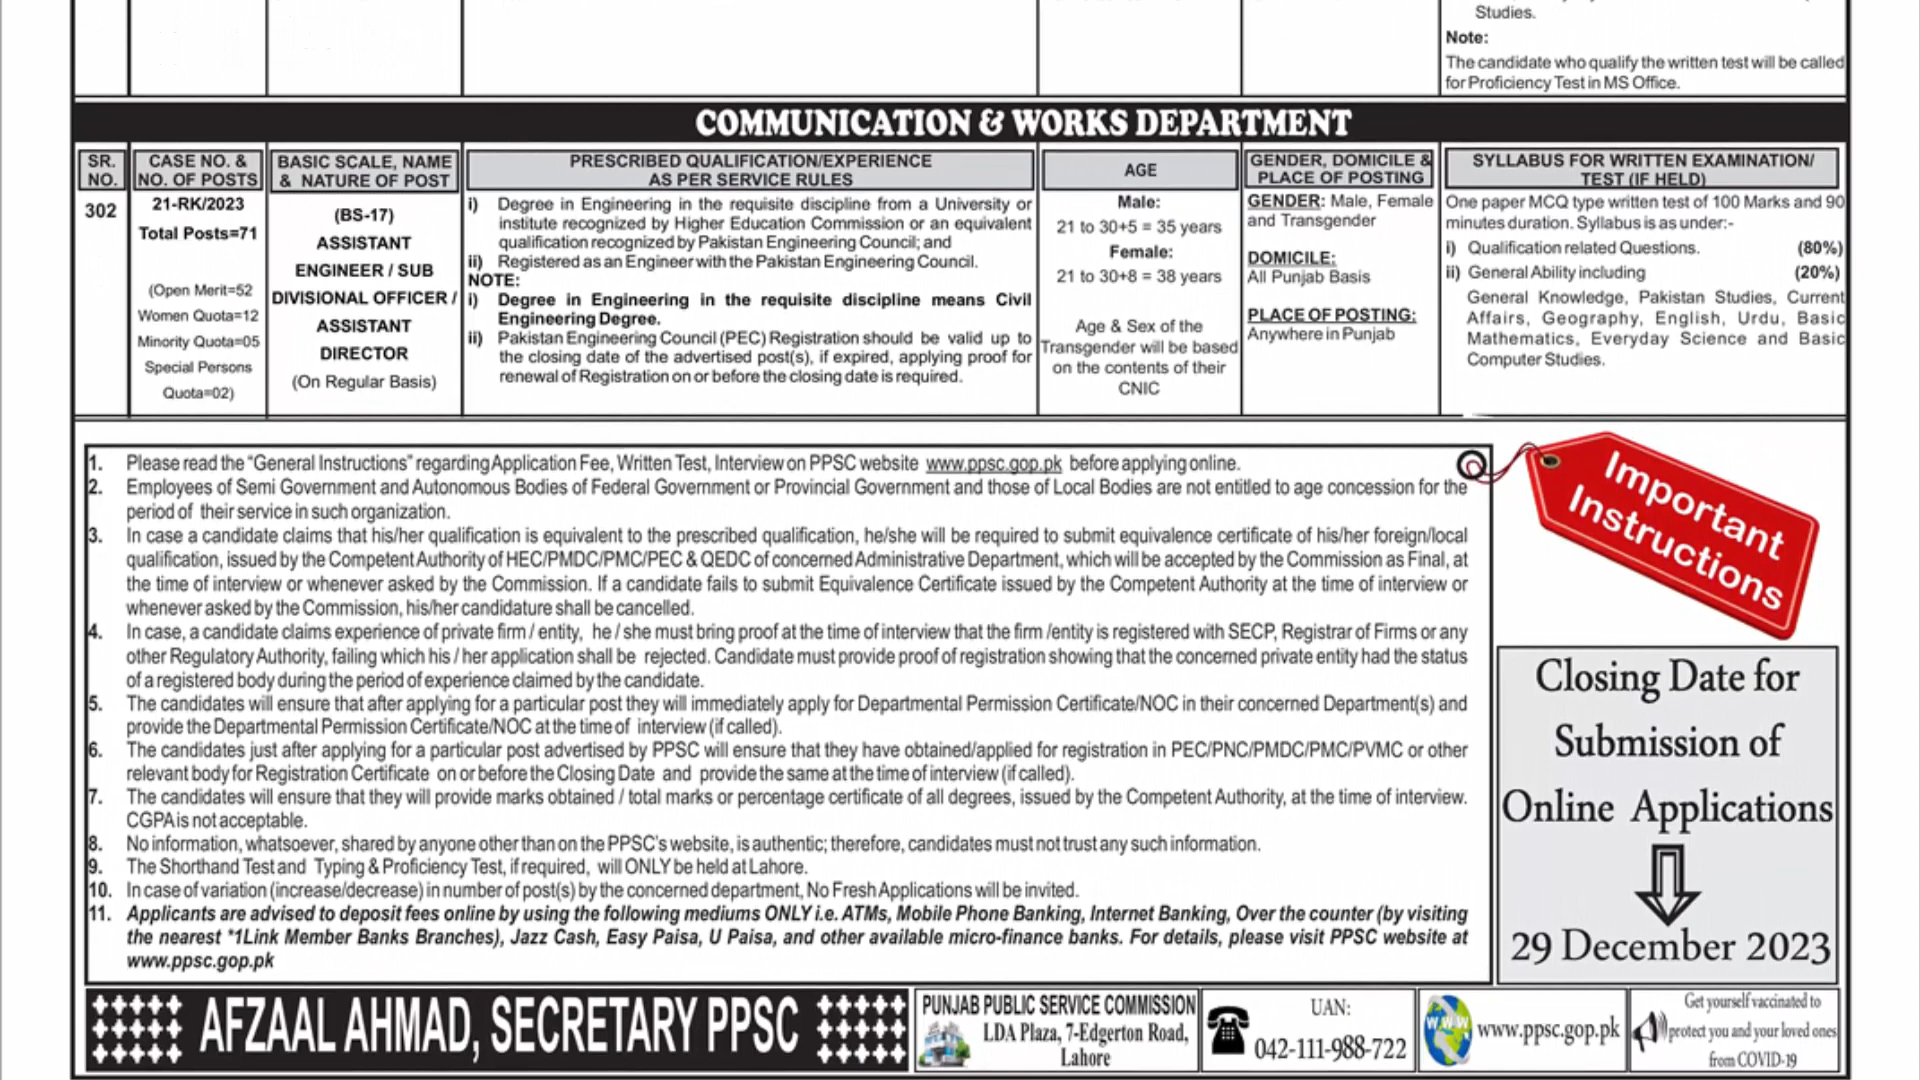 Studies.
Note:
The candidate who qualify the written test will be called
for Proficiency Test in MS Office.
COMMUNICATION & WORKS DEPARTMENT
SR.
NO.
CASE NO. &
NO. OF POSTS
BASIC SCALE, NAME
& NATURE OF POST
PRESCRIBED QUALIFICATION/EXPERIENCE
AS PER SERVICE RULES
AGE
GENDER, DOMICILE &
PLACE OF POSTING
SYLLABUS FOR WRITTEN EXAMINATION/
TEST (IF HELD)
302
21-RK/2023
Total Posts=71
(Open Merit=52
Women Quota=12
Minority Quota=05
Special Persons
Quota=02)
(BS-17)
ASSISTANT
ENGINEER / SUB
DIVISIONAL OFFICER /
ASSISTANT
DIRECTOR
(On Regular Basis)
i) Degree in Engineering in the requisite discipline from a University or
institute recognized by Higher Education Commission or an equivalent
qualification recognized by Pakistan Engineering Council; and
ii) Registered as an Engineer with the Pakistan Engineering Council.
NOTE:
i) Degree in Engineering in the requisite discipline means Civil
Engineering Degree.
ii) Pakistan Engineering Council (PEC) Registration should be valid up to
the closing date of the advertised post(s), if expired, applying proof for
renewal of Registration on or before the closing date is required.
Male:
21 to 30+5 = 35 years
Female:
21 to 30+8 = 38 years
Age & Sex of the
Transgender will be based
on the contents of their
CNIC
GENDER: Male, Female
and Transgender
DOMICILE:
All Punjab Basis
PLACE OF POSTING:
Anywhere in Punjab
One paper MCQ type written test of 100 Marks and 90
minutes duration. Syllabus is as under:-
i) Qualification related Questions. (80%)
ii) General Ability including (20%)
General Knowledge, Pakistan Studies, Current
Affairs, Geography, English, Urdu, Basic
Mathematics, Everyday Science and Basic
Computer Studies.
1. Please read the "General Instructions" regarding Application Fee, Written Test, Interview on PPSC website www.ppsc.gop.pk before applying online.
2. Employees of Semi Government and Autonomous Bodies of Federal Government or Provincial Government and those of Local Bodies are not entitled to age concession for the
period of their service in such organization.
3. In case a candidate claims that his/her qualification is equivalent to the prescribed qualification, he/she will be required to submit equivalence certificate of his/her foreign/local
qualification, issued by the Competent Authority of HEC/PMDC/PMC/PEC & QEDC of concerned Administrative Department, which will be accepted by the Commission as Final, at
the time of interview or whenever asked by the Commission. If a candidate fails to submit Equivalence Certificate issued by the Competent Authority at the time of interview or
whenever asked by the Commission, his/her candidature shall be cancelled.
4. In case, a candidate claims experience of private firm / entity, he / she must bring proof at the time of interview that the firm /entity is registered with SECP, Registrar of Firms or any
other Regulatory Authority, failing which his / her application shall be rejected. Candidate must provide proof of registration showing that the concerned private entity had the status
of a registered body during the period of experience claimed by the candidate.
5. The candidates will ensure that after applying for a particular post they will immediately apply for Departmental Permission Certificate/NOC in their concerned Department(s) and
provide the Departmental Permission Certificate/NOC at the time of interview (if called).
6. The candidates just after applying for a particular post advertised by PPSC will ensure that they have obtained/applied for registration in PEC/PNC/PMDC/PMC/PVMC or other
relevant body for Registration Certificate on or before the Closing Date and provide the same at the time of interview (if called).
7. The candidates will ensure that they will provide marks obtained / total marks or percentage certificate of all degrees, issued by the Competent Authority, at the time of interview.
CGPA is not acceptable.
8. No information, whatsoever, shared by anyone other than on the PPSC's website, is authentic; therefore, candidates must not trust any such information.
9. The Shorthand Test and Typing & Proficiency Test, if required, will ONLY be held at Lahore.
10. In case of variation (increase/decrease) in number of post(s) by the concerned department, No Fresh Applications will be invited.
11. Applicants are advised to deposit fees online by using the following mediums ONLY i.e. ATMs, Mobile Phone Banking, Internet Banking, Over the counter (by visiting
the nearest *1Link Member Banks Branches), Jazz Cash, Easy Paisa, U Paisa, and other available micro-finance banks. For details, please visit PPSC website at
www.ppsc.gop.pk
Important
Instructions
Closing Date for
Submission of
Online Applications
29 December 2023
AFZAAL AHMAD, SECRETARY PPSC
PUNJAB PUBLIC SERVICE COMMISSION
LDA Plaza, 7-Edgerton Road,
Lahore
UAN:
042-111-988-722
WWW
www.ppsc.gop.pk
Get yourself vaccinated to
protect you and your loved ones
from COVID-19